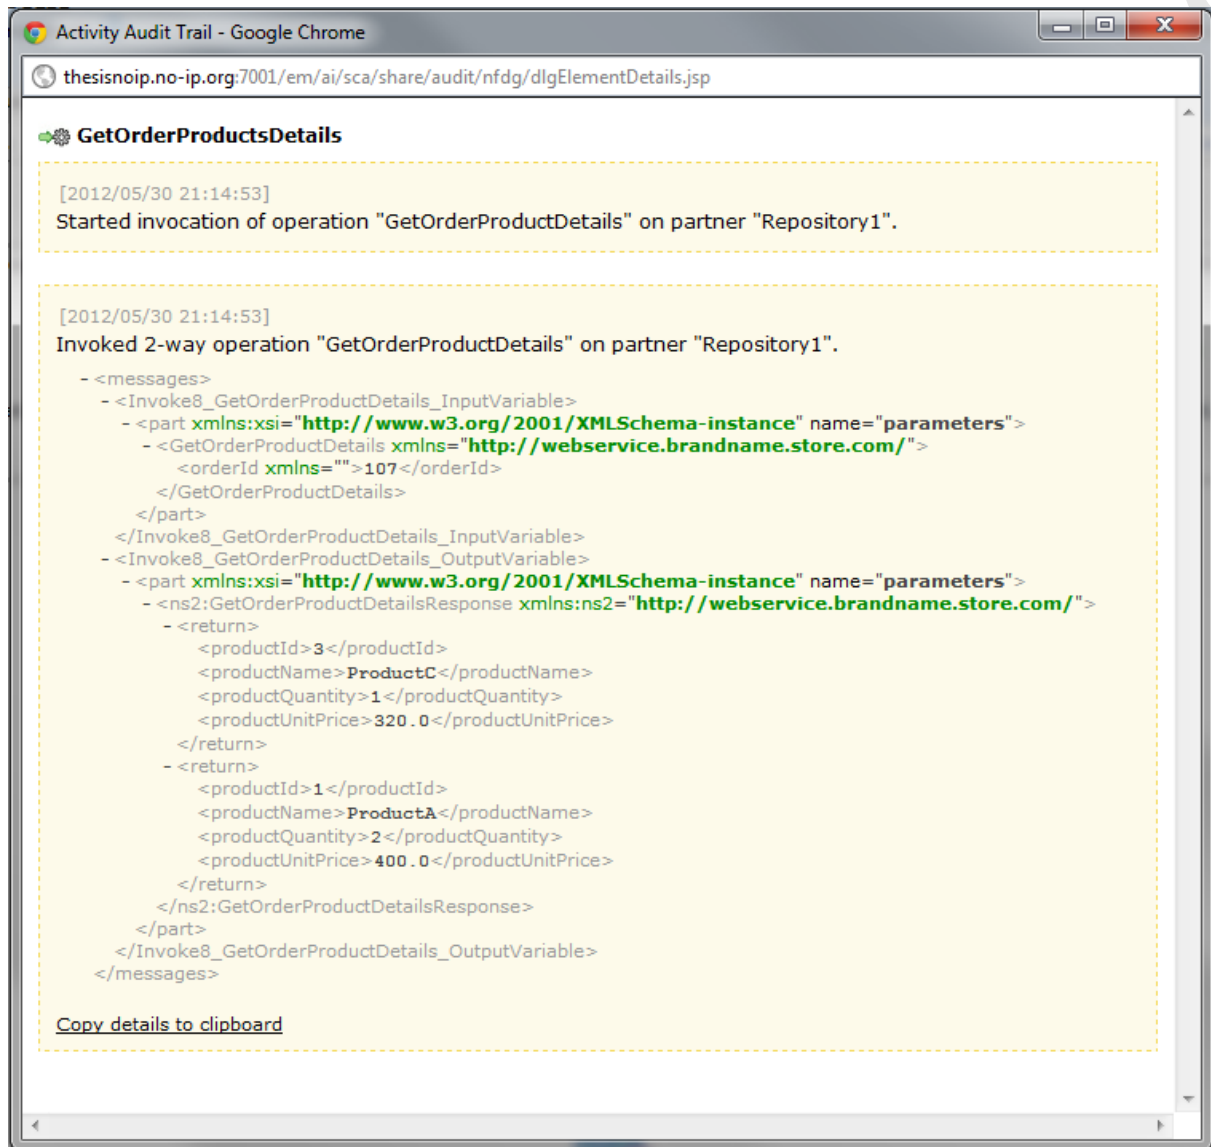 Activity Audit Trail - Google Chrome
thesisnoip.no-ip.org:7001/em/ai/sca/share/audit/nfdg/dlgElementDetails.jsp
GetOrderProductsDetails
[2012/05/30 21:14:53]
Started invocation of operation "GetOrderProductDetails" on partner "Repository1".
[2012/05/30 21:14:53]
Invoked 2-way operation "GetOrderProductDetails" on partner "Repository1".
- <messages>
- <Invoke8_GetOrderProductDetails_InputVariable>
- <part xmlns:xsi="http://www.w3.org/2001/XMLSchema-instance" name="parameters">
- <GetOrderProductDetails xmlns="http://webservice.brandname.store.com/">
<orderId xmlns="">107</orderId>
</GetOrderProductDetails>
</part>
</Invoke8_GetOrderProductDetails_InputVariable>
- <Invoke8_GetOrderProductDetails_OutputVariable>
- <part xmlns:xsi="http://www.w3.org/2001/XMLSchema-instance" name="parameters">
- <ns2:GetOrderProductDetailsResponse xmlns:ns2="http://webservice.brandname.store.com/">
- <return>
<productId>3</productId>
<productName>ProductC</productName>
<productQuantity>1</productQuantity>
<productUnitPrice>320.0</productUnitPrice>
</return>
- <return>
<productId>1</productId>
<productName>ProductA</productName>
<productQuantity>2</productQuantity>
<productUnitPrice>400.0</productUnitPrice>
</return>
</ns2:GetOrderProductDetailsResponse>
</part>
</Invoke8_GetOrderProductDetails_OutputVariable>
</messages>
Copy details to clipboard